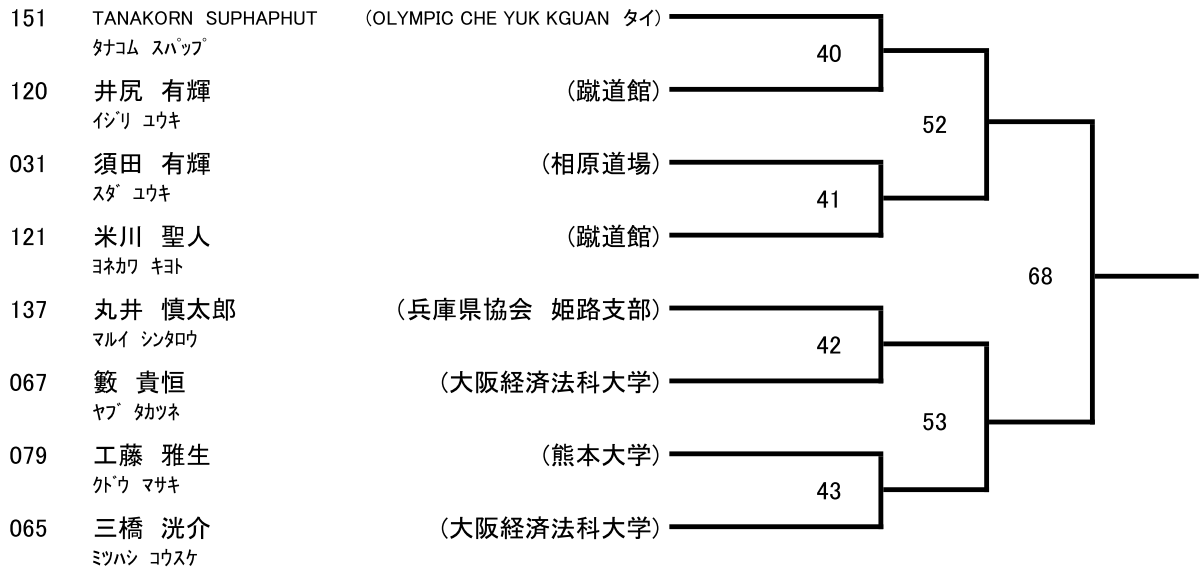 151 TANAKORN SUPHAPHUT (OLYMPIC CHE YUK KGUAN タイ)
ﾀﾅｺﾑ ｽﾊﾟｯﾌﾟ
40
120 井尻 有輝 (蹴道館)
ｲｼﾞﾘ ﾕｳｷ
52
031 須田 有輝 (相原道場)
ｽﾀﾞ ﾕｳｷ
41
121 米川 聖人 (蹴道館)
ﾖﾈｶﾜ ｷﾖﾄ
68
137 丸井 慎太郎 (兵庫県協会 姫路支部)
ﾏﾙｲ ｼﾝﾀﾛｳ
42
067 籔 貴恒 (大阪経済法科大学)
ﾔﾌﾞ ﾀｶﾂﾈ
53
079 工藤 雅生 (熊本大学)
ｸﾄﾞｳ ﾏｻｷ
43
065 三橋 洸介 (大阪経済法科大学)
ﾐﾂﾊｼ ｺｳｽｹ